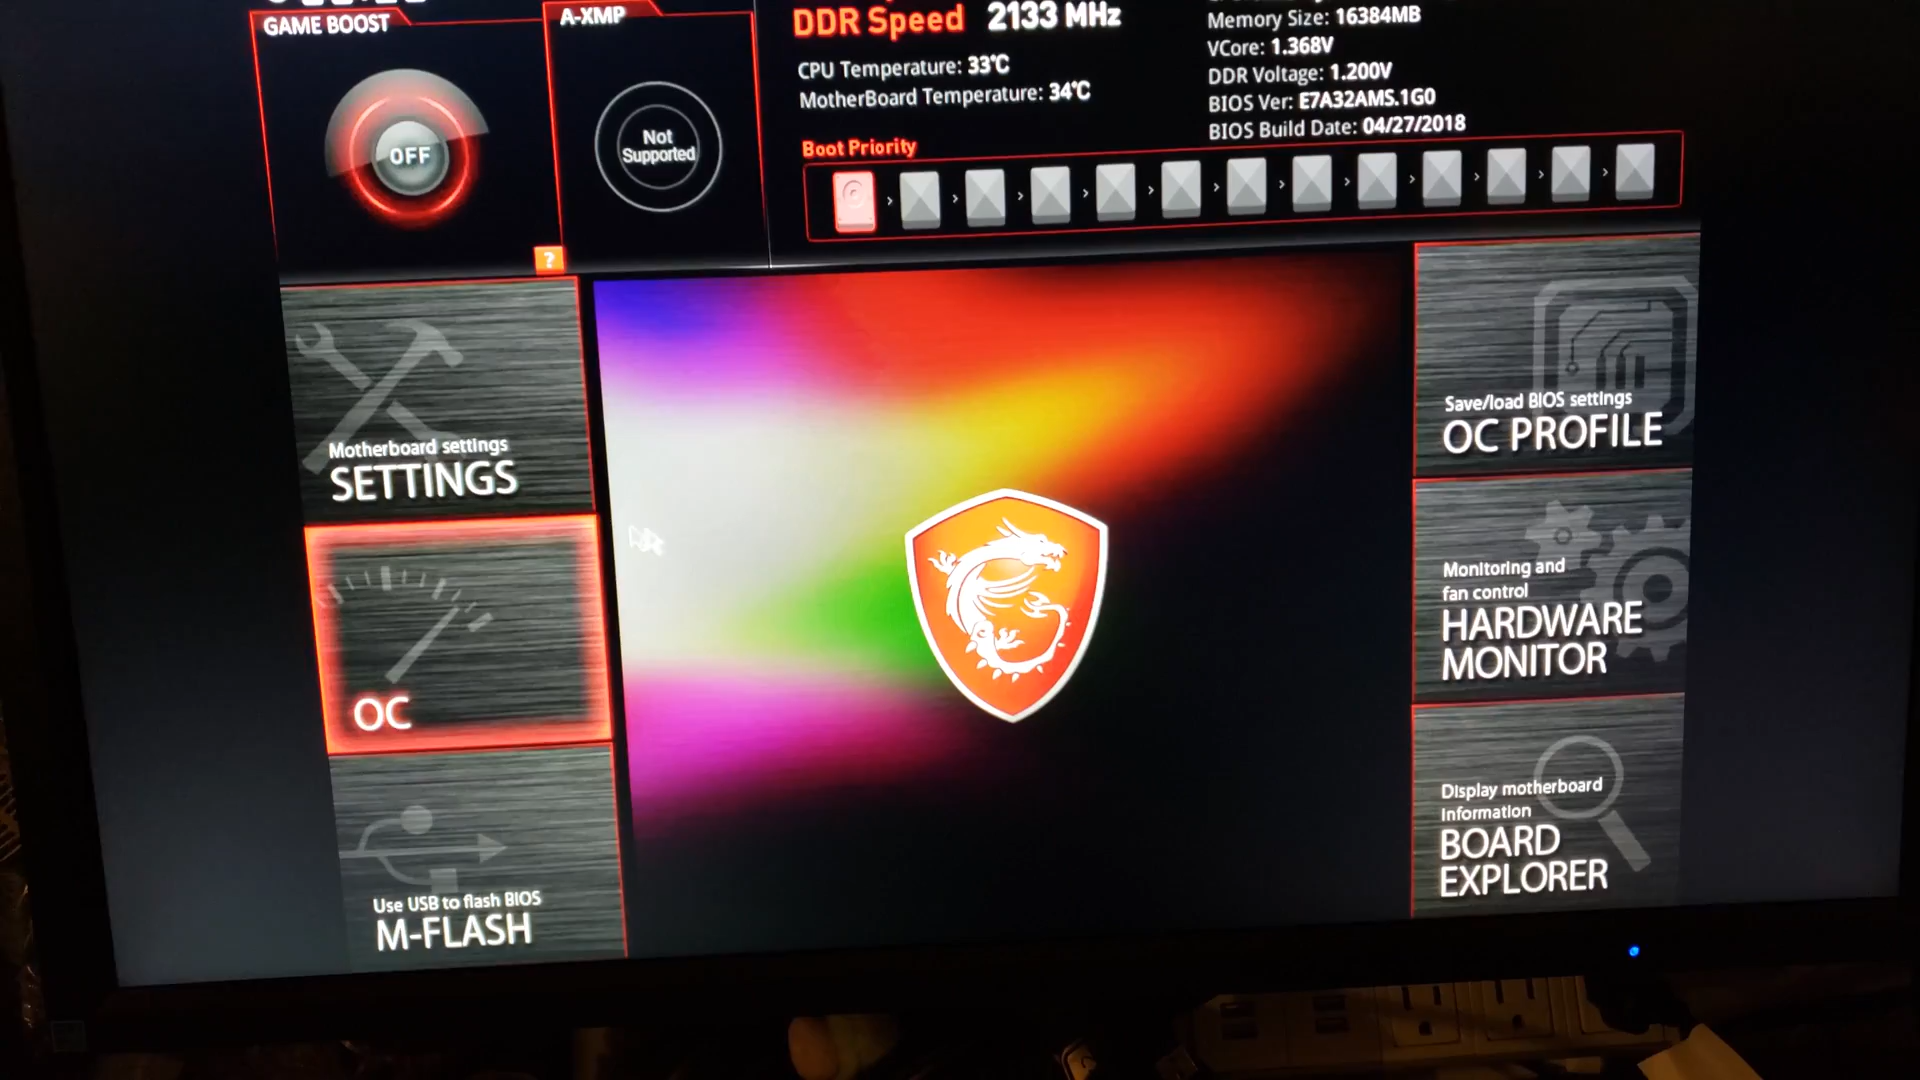 GAME BOOST
OFF
?
A-XMP
Not
Supported
DDR Speed 2133 MHz
CPU Temperature: 33°C
MotherBoard Temperature: 34°C
Memory Size: 16384MB
VCore: 1.368V
DDR Voltage: 1.200V
BIOS Ver: E7A32AMS.1G0
BIOS Build Date: 04/27/2018
Boot Priority
Motherboard settings
SETTINGS
OC
Use USB to flash BIOS
M-FLASH
Save/load BIOS settings
OC PROFILE
Monitoring and
fan control
HARDWARE
MONITOR
Display motherboard
information
BOARD
EXPLORER